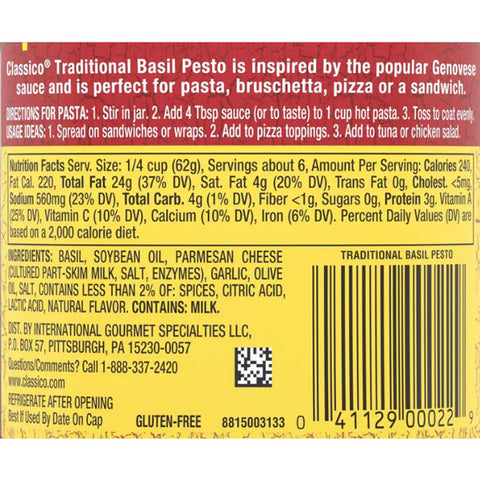 Classico® Traditional Basil Pesto is inspired by the popular Genovese
sauce and is perfect for pasta, bruschetta, pizza or a sandwich.
DIRECTIONS FOR PASTA: 1. Stir in jar. 2. Add 4 Tbsp sauce (or to taste) to 1 cup hot pasta. 3. Toss to coat evenly.
USAGE IDEAS: 1. Spread on sandwiches or wraps. 2. Add to pizza toppings. 3. Add to tuna or chicken salad.
Nutrition Facts Serv. Size: 1/4 cup (62g), Servings about 6, Amount Per Serving: Calories 240,
Fat Cal. 220, Total Fat 24g (37% DV), Sat. Fat 4g (20% DV), Trans Fat 0g, Cholest. <5mg,
Sodium 560mg (23% DV), Total Carb. 4g (1% DV), Fiber <1g, Sugars 0g, Protein 3g. Vitamin A
(25% DV), Vitamin C (10% DV), Calcium (10% DV), Iron (6% DV). Percent Daily Values (DV) are
based on a 2,000 calorie diet.
INGREDIENTS: BASIL, SOYBEAN OIL, PARMESAN CHEESE
(CULTURED PART-SKIM MILK, SALT, ENZYMES), GARLIC, OLIVE
OIL, SALT, CONTAINS LESS THAN 2% OF: SPICES, CITRIC ACID,
LACTIC ACID, NATURAL FLAVOR. CONTAINS: MILK.
DIST. BY INTERNATIONAL GOURMET SPECIALTIES LLC,
P.O. BOX 57, PITTSBURGH, PA 15230-0057
Questions/Comments? Call 1-888-337-2420
www.classico.com
REFRIGERATE AFTER OPENING
Best If Used By Date On Cap
GLUTEN-FREE
8815003133
TRADITIONAL BASIL PESTO
0 41129 00022 9